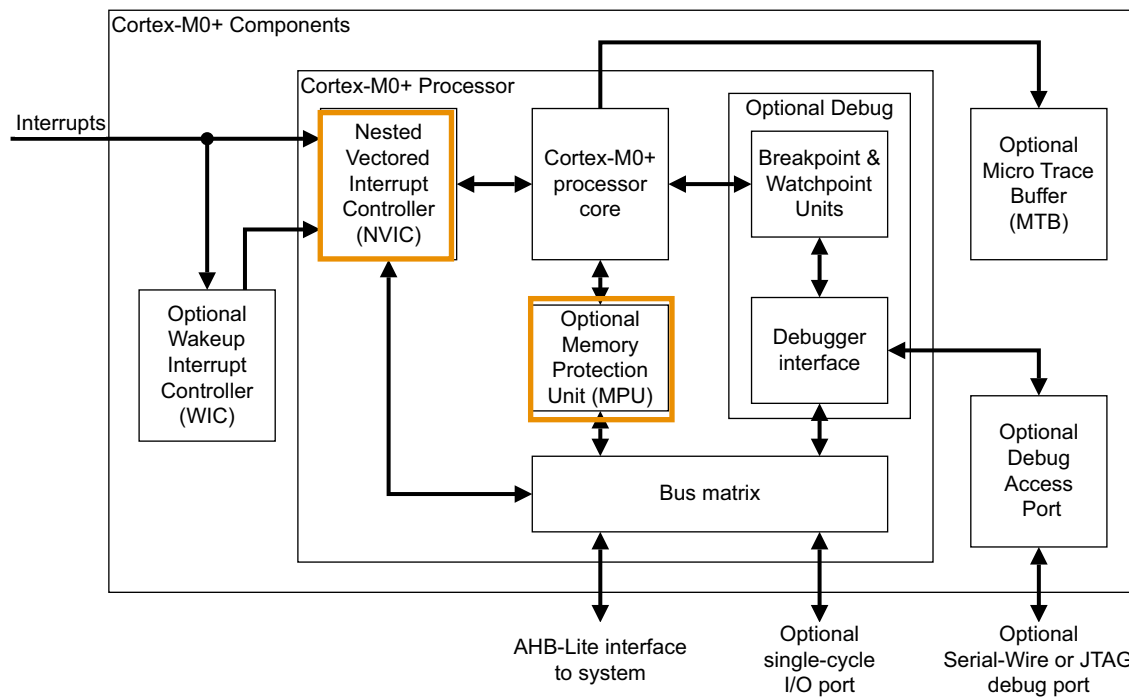 Cortex-M0+ Components
Cortex-M0+ Processor
Interrupts
Nested
Vectored
Interrupt
Controller
(NVIC)
Cortex-M0+
processor
core
Optional Debug
Breakpoint &
Watchpoint
Units
Optional
Micro Trace
Buffer
(MTB)
Optional
Wakeup
Interrupt
Controller
(WIC)
Optional
Memory
Protection
Unit (MPU)
Debugger
interface
Optional
Debug
Access
Port
Bus matrix
AHB-Lite interface
to system
Optional
single-cycle
I/O port
Optional
Serial-Wire or JTAG
debug port